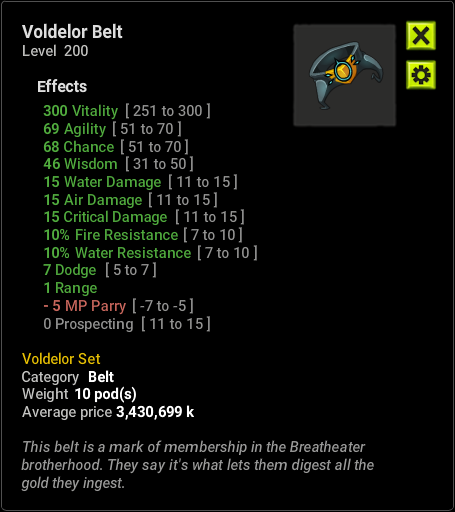 Voldelor Belt
Level 200
Effects
300 Vitality [ 251 to 300 ]
69 Agility [ 51 to 70 ]
68 Chance [ 51 to 70 ]
46 Wisdom [ 31 to 50 ]
15 Water Damage [ 11 to 15 ]
15 Air Damage [ 11 to 15 ]
15 Critical Damage [ 11 to 15 ]
10% Fire Resistance [ 7 to 10 ]
10% Water Resistance [ 7 to 10 ]
7 Dodge [ 5 to 7 ]
1 Range
- 5 MP Parry [ -7 to -5 ]
0 Prospecting [ 11 to 15 ]
Voldelor Set
Category Belt
Weight 10 pod(s)
Average price 3,430,699 k
This belt is a mark of membership in the Breatheater
brotherhood. They say it's what lets them digest all the
gold they ingest.